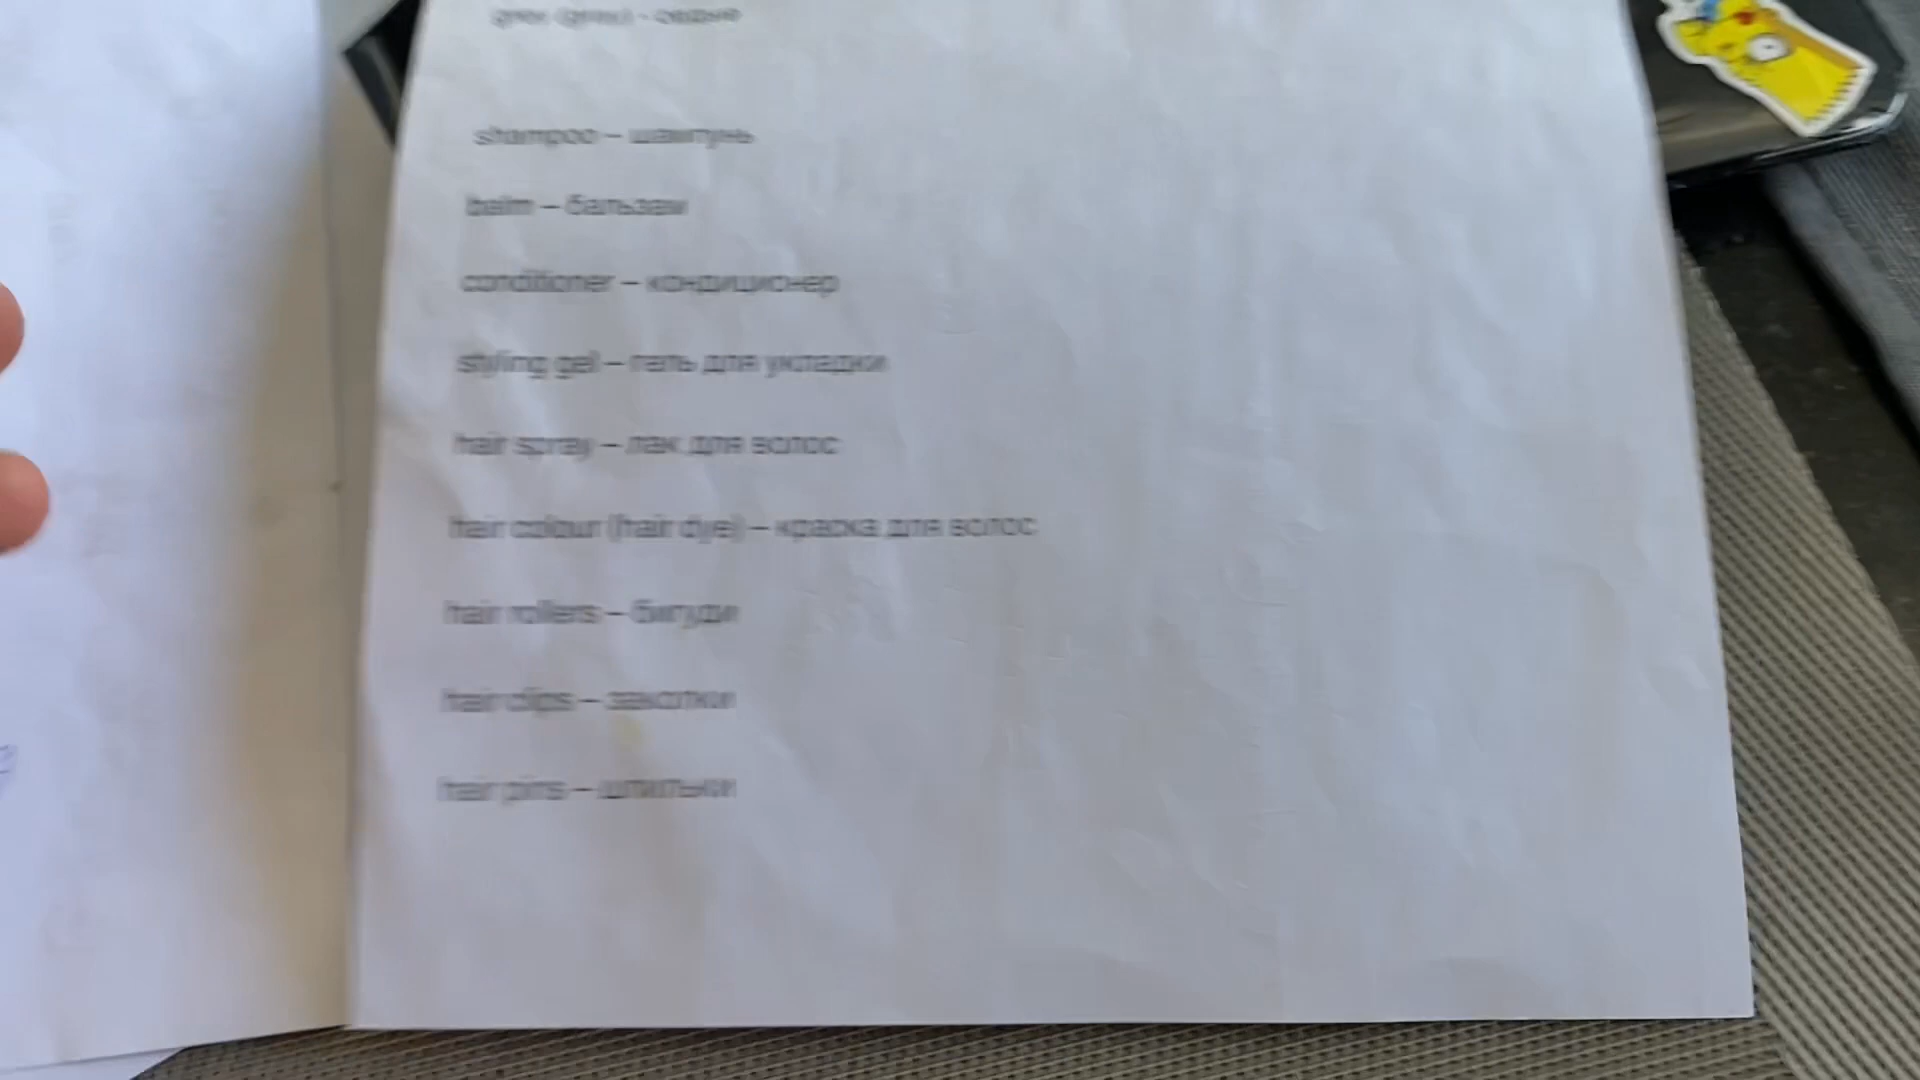 shampoo – шампунь
balm – бальзам
conditioner – кондиционер
styling gel – гель для укладки
hair spray – лак для волос
hair colour (hair dye) – краска для волос
hair rollers – бигуди
hair clips – заколки
hair pins – шпильки